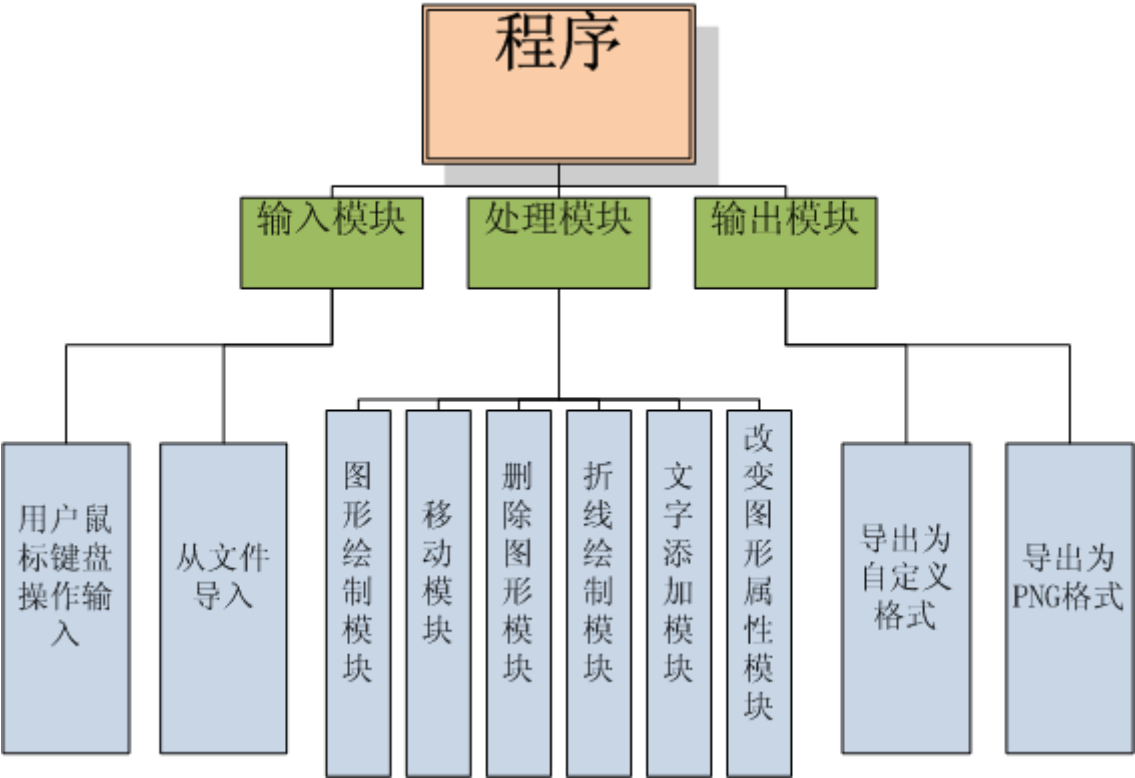 程序
输入模块
处理模块
输出模块
用户鼠
标键盘
操作输
入
从文件
导入
图形绘制模块
移动模块
删除图形模块
折线绘制模块
文字添加模块
改变图形属性模块
导出为
自定义
格式
导出为
PNG格式